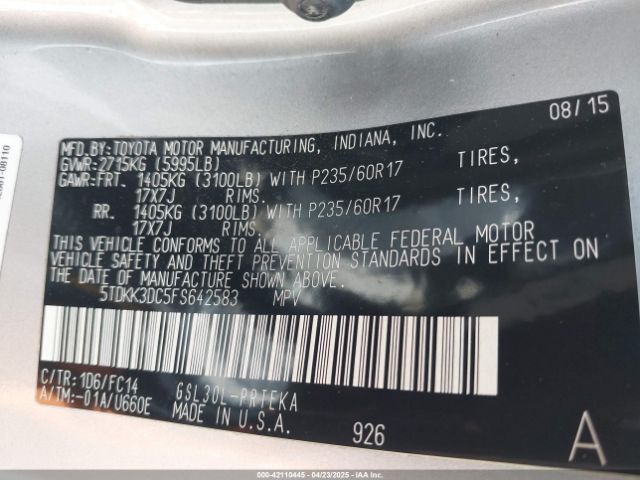 08/15
MFD.BY:TOYOTA MOTOR MANUFACTURING, INDIANA, INC.
GVWR:2715KG (5995LB)
GAWR:FRT. 1405KG (3100LB) WITH P235/60R17 TIRES,
17X7J RIMS.
RR. 1405KG (3100LB) WITH P235/60R17 TIRES,
17X7J RIMS.
THIS VEHICLE CONFORMS TO ALL APPLICABLE FEDERAL MOTOR
VEHICLE SAFETY AND THEFT PREVENTION STANDARDS IN EFFECT ON
THE DATE OF MANUFACTURE SHOWN ABOVE.
5TDKK3DC5FS642583 MPV
C/TR:1D6/FC14
A/TM:-01A/U660E
GSL30L-PRTEKA
MADE IN U.S.A.
926
A
000-42110445 - 04/23/2025 - IAA Inc.